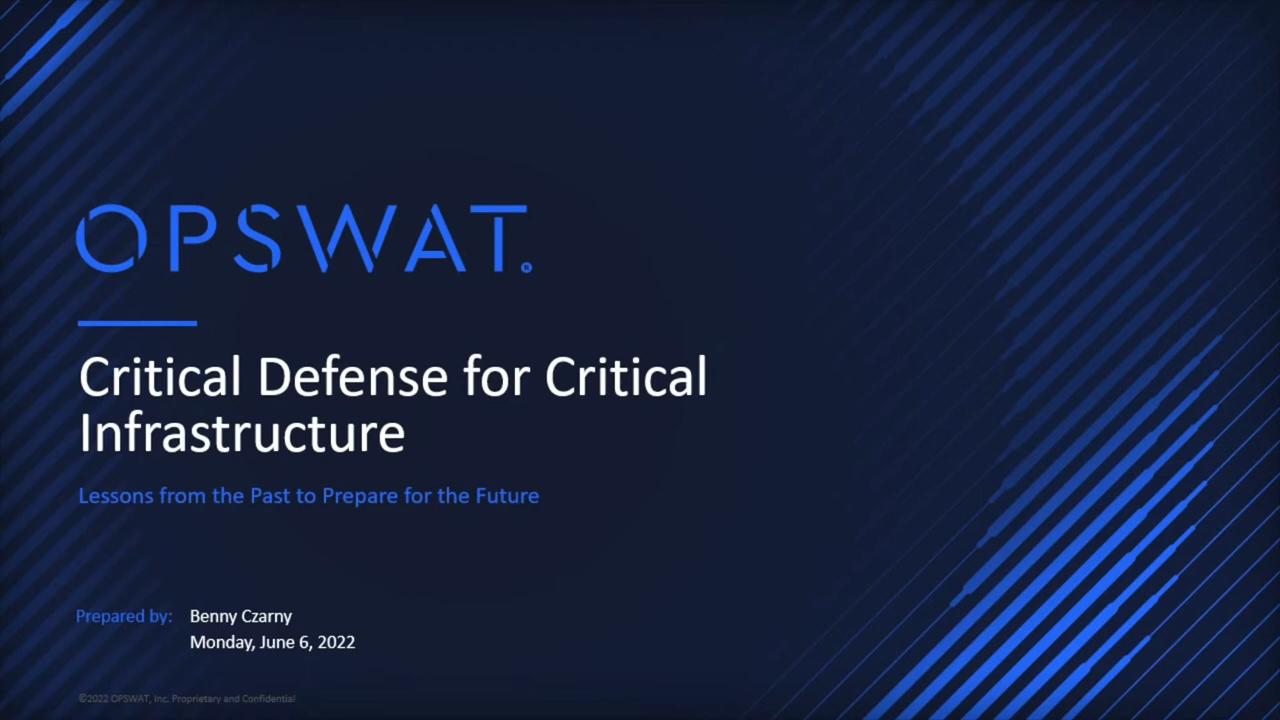 OPSWAT®
Critical Defense for Critical
Infrastructure
Lessons from the Past to Prepare for the Future
Prepared by: Benny Czarny
Monday, June 6, 2022
©2022 OPSWAT, Inc. Proprietary and Confidential